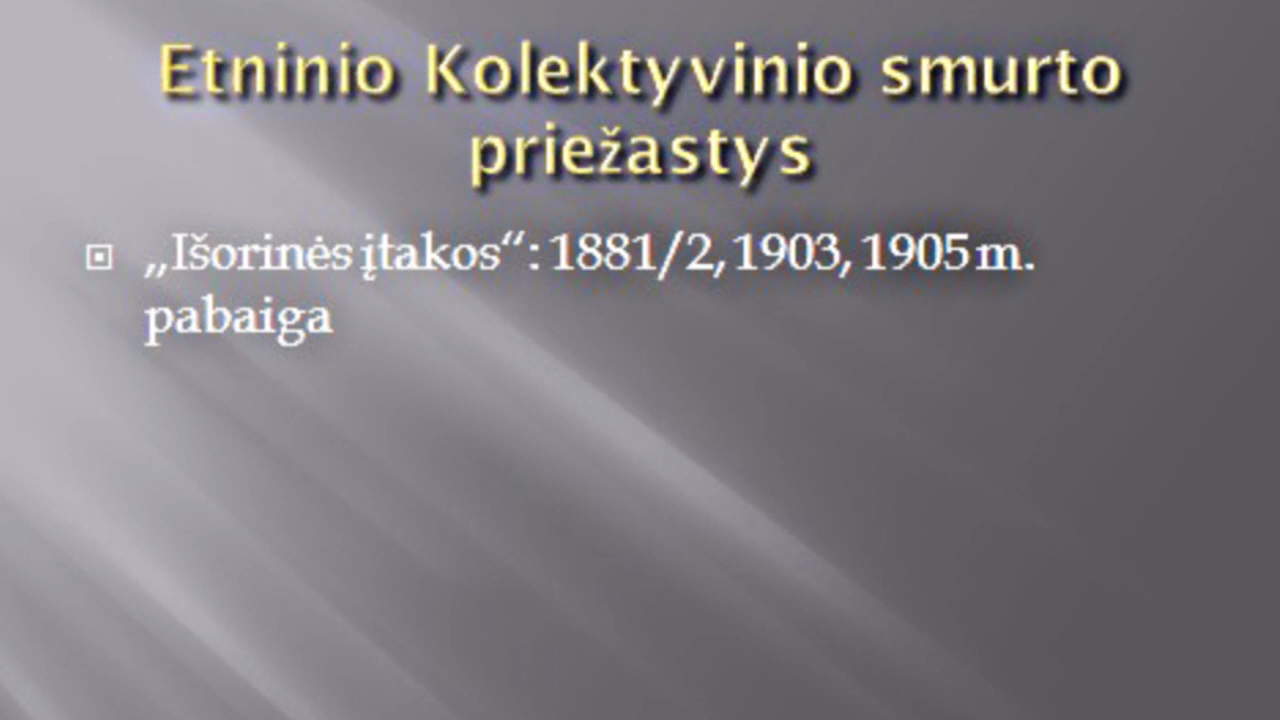 Etninio Kolektyvinio smurto
priežastys
„Išorinės įtakos“: 1881/2, 1903, 1905 m.
pabaiga